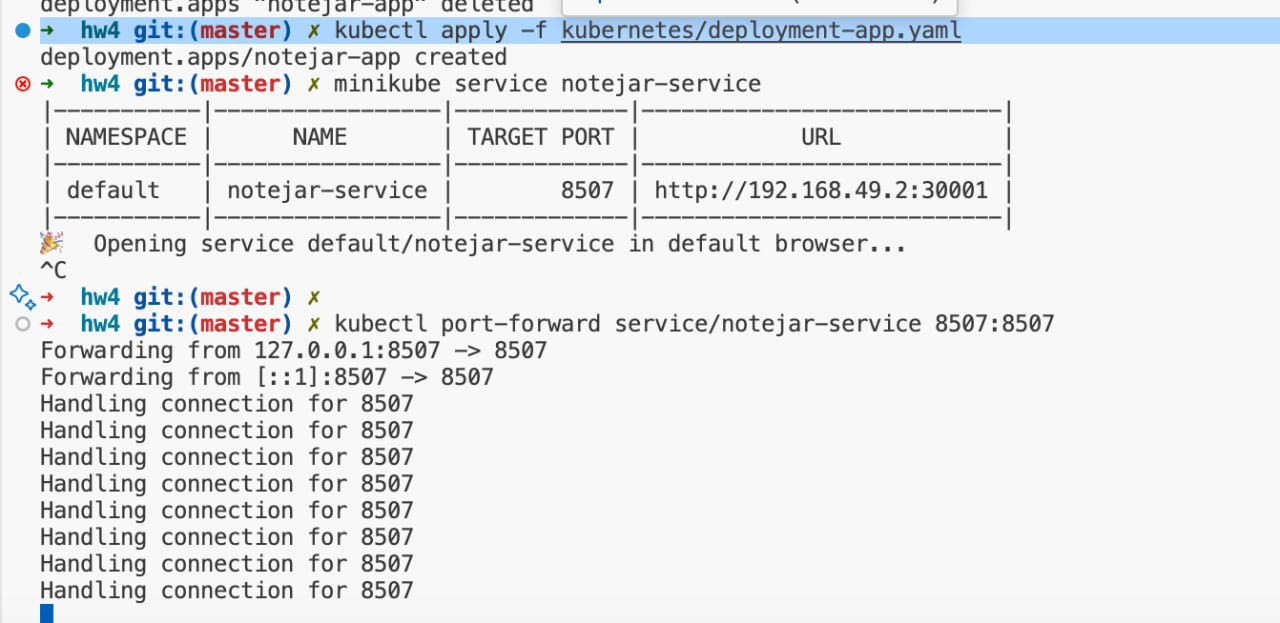 deployment.apps "notejar-app" deleted
➜  hw4 git:(master) ✗ kubectl apply -f kubernetes/deployment-app.yaml
deployment.apps/notejar-app created
➜  hw4 git:(master) ✗ minikube service notejar-service
|-----------|-----------------|-------------|---------------------------|
| NAMESPACE |      NAME       | TARGET PORT |            URL            |
|-----------|-----------------|-------------|---------------------------|
| default   | notejar-service |        8507 | http://192.168.49.2:30001 |
|-----------|-----------------|-------------|---------------------------|
🎉  Opening service default/notejar-service in default browser...
^C
➜  hw4 git:(master) ✗
➜  hw4 git:(master) ✗ kubectl port-forward service/notejar-service 8507:8507
Forwarding from 127.0.0.1:8507 -> 8507
Forwarding from [::1]:8507 -> 8507
Handling connection for 8507
Handling connection for 8507
Handling connection for 8507
Handling connection for 8507
Handling connection for 8507
Handling connection for 8507
Handling connection for 8507
Handling connection for 8507